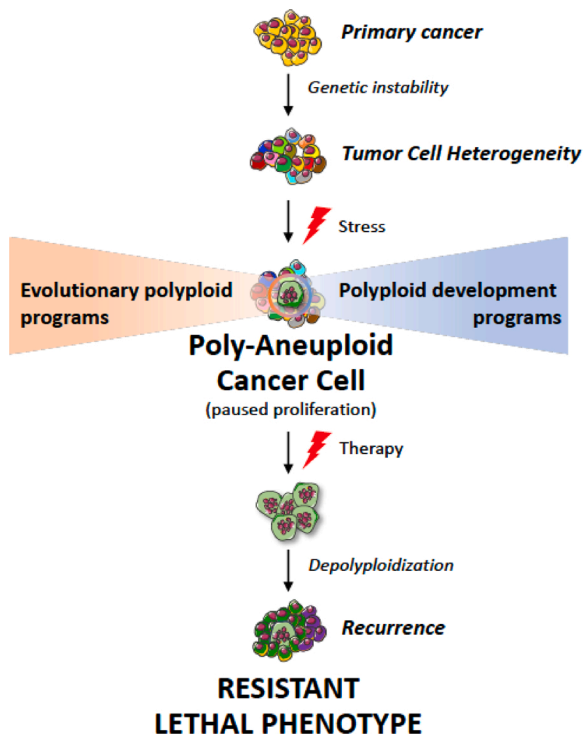 Primary cancer
Genetic instability
Tumor Cell Heterogeneity
Stress
Evolutionary polyploid
programs
Polyploid development
programs
Poly-Aneuploid
Cancer Cell
(paused proliferation)
Therapy
Depolyploidization
Recurrence
RESISTANT
LETHAL PHENOTYPE